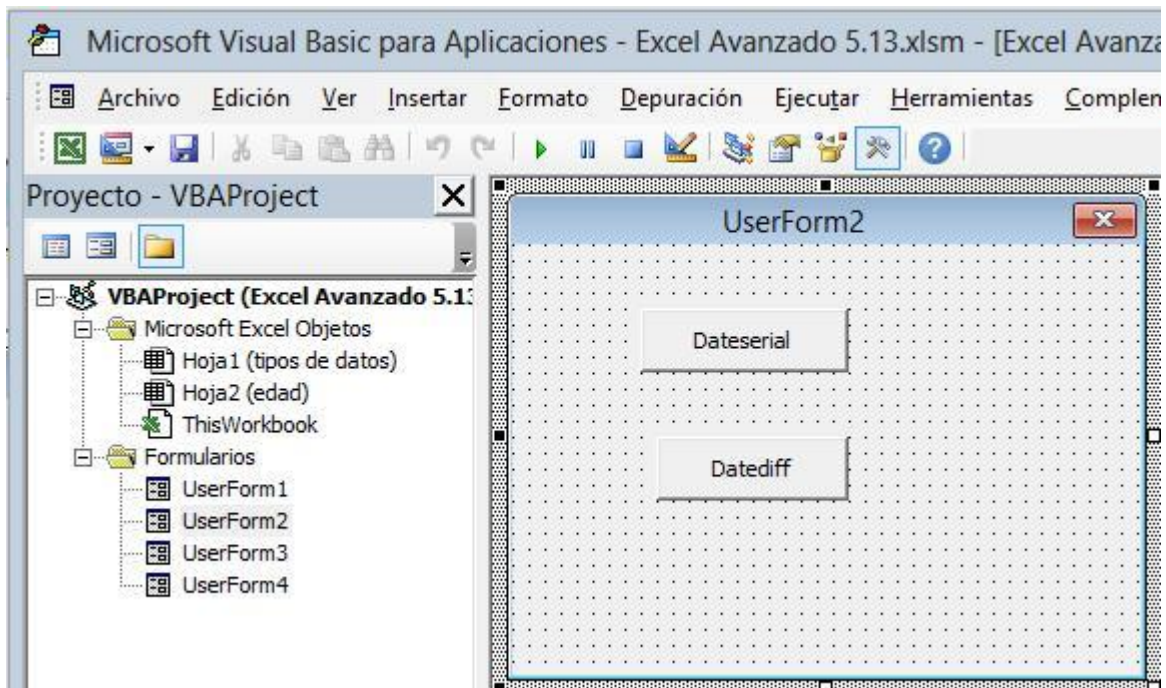 Microsoft Visual Basic para Aplicaciones - Excel Avanzado 5.13.xlsm - [Excel Avanza
Archivo Edición Ver Insertar Formato Depuración Ejecutar Herramientas Complem
Proyecto - VBAProject
VBAProject (Excel Avanzado 5.13
Microsoft Excel Objetos
Hoja1 (tipos de datos)
Hoja2 (edad)
ThisWorkbook
Formularios
UserForm1
UserForm2
UserForm3
UserForm4
UserForm2
Dateserial
Datediff